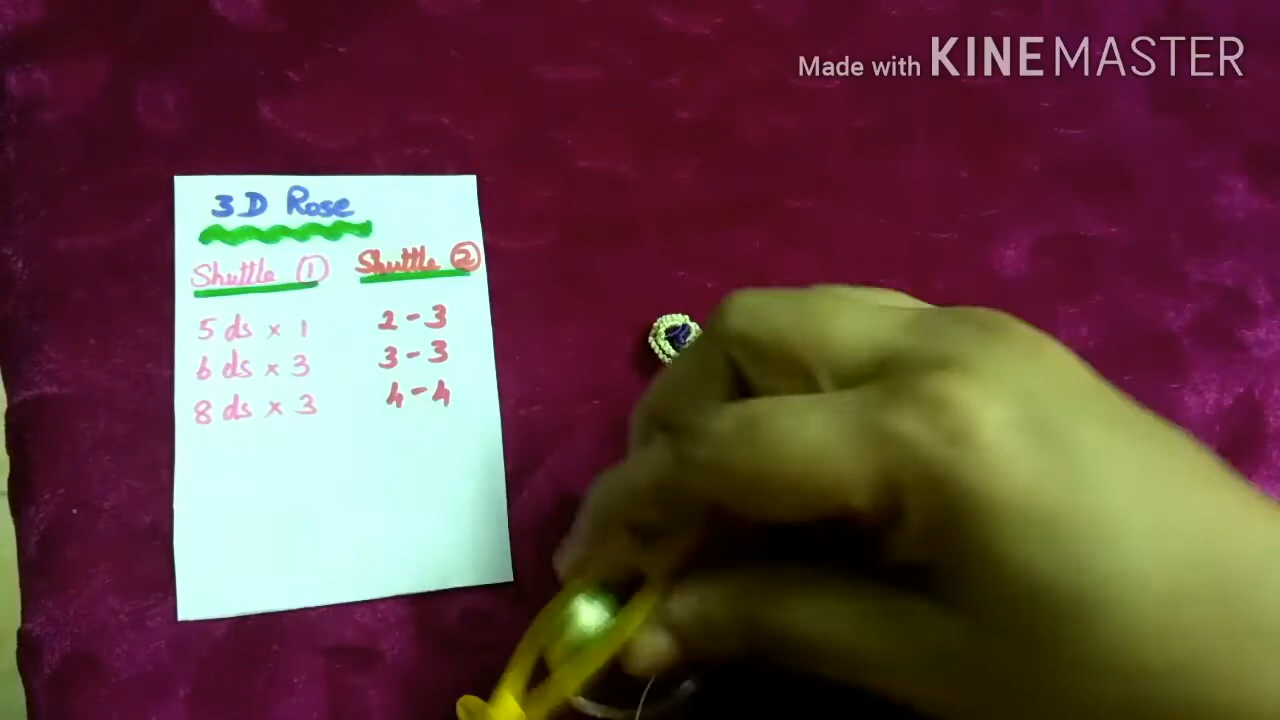 Made with KINEMASTER
3D Rose
Shuttle ① Shuttle ②
5 ds × 1 2 - 3
6 ds × 3 3 - 3
8 ds × 3 4 - 4